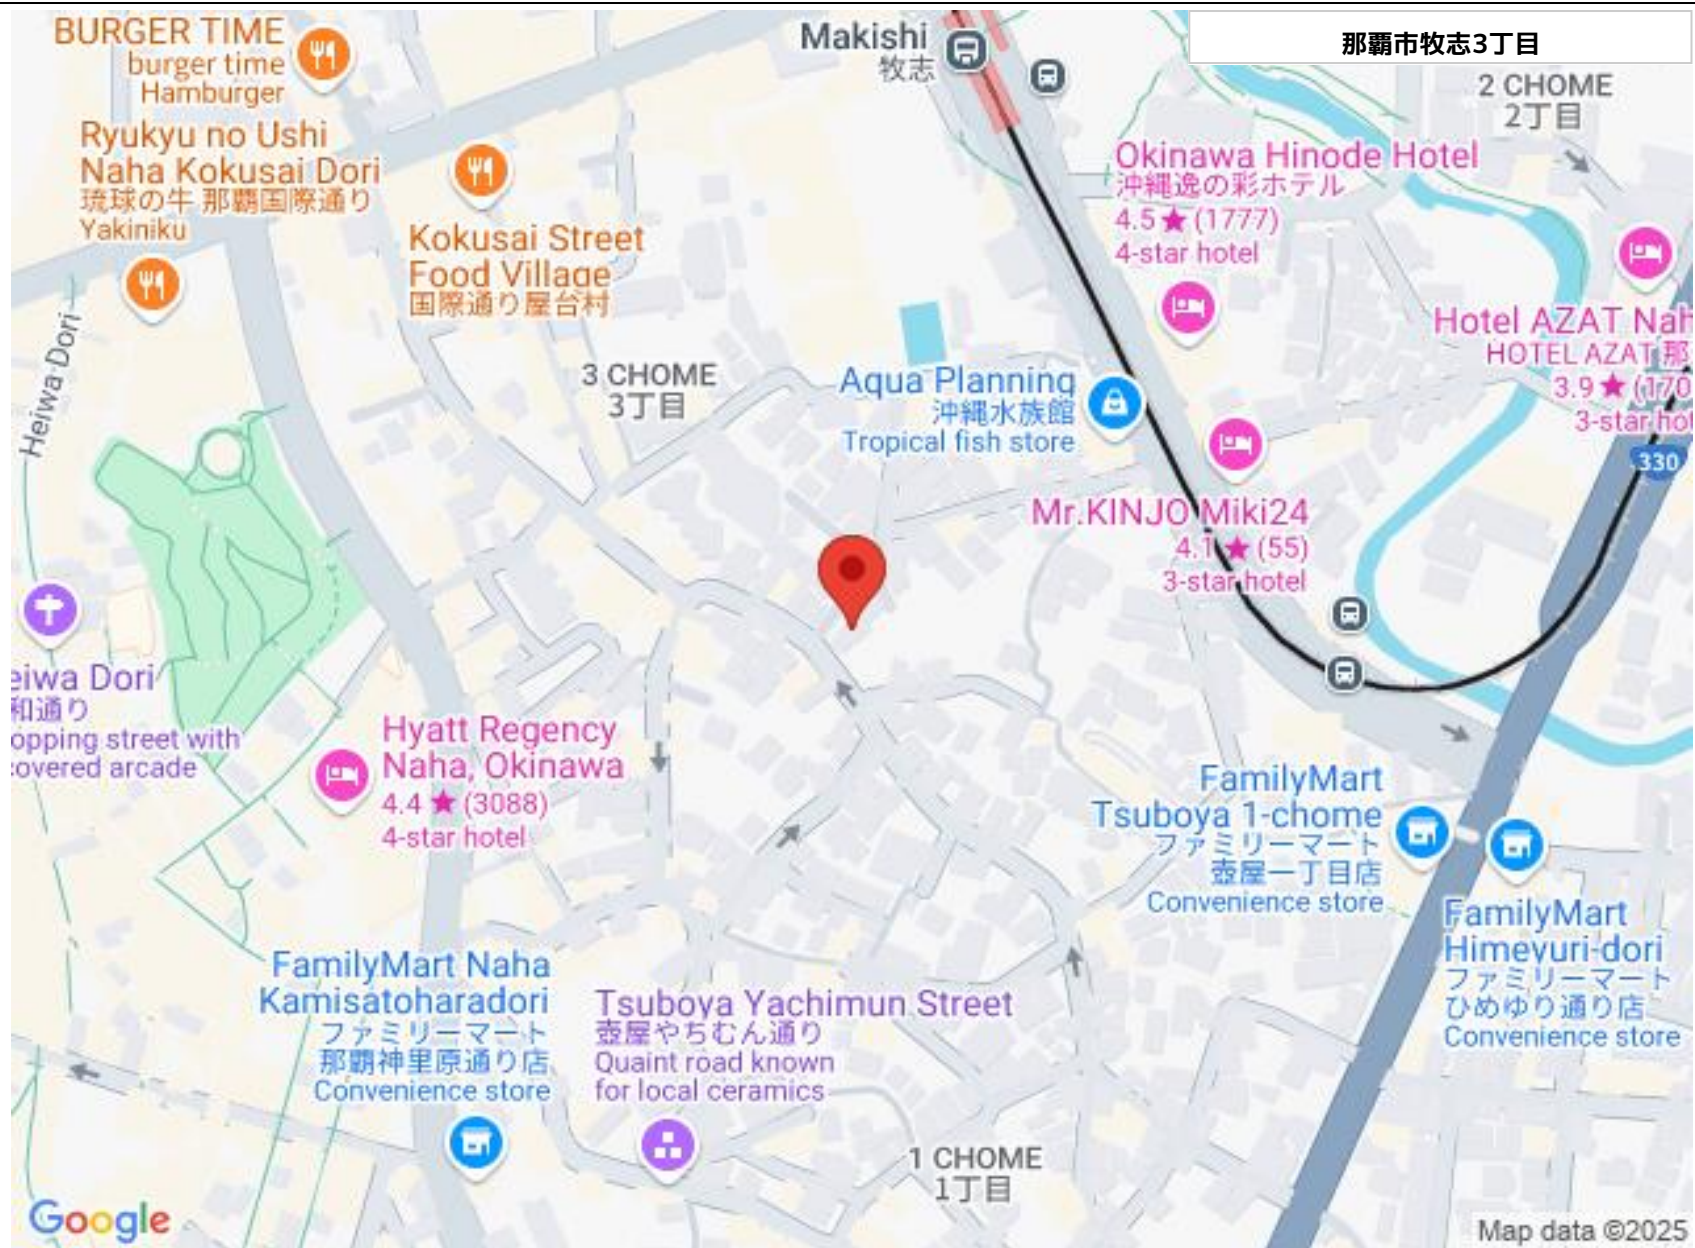 那覇市牧志3丁目
BURGER TIME
burger time
Hamburger
Makishi
牧志
2 CHOME
2丁目
Ryukyu no Ushi
Naha Kokusai Dori
琉球の牛 那覇国際通り
Yakiniku
Okinawa Hinode Hotel
沖縄逸の彩ホテル
4.5★(1777)
4-star hotel
Kokusai Street
Food Village
国際通り屋台村
Heiwa Dori
Hotel AZAT Nah
HOTEL AZAT 那
3.9★(170
3-star hot
3 CHOME
3丁目
Aqua Planning
沖縄水族館
Tropical fish store
330
Mr.KINJO Miki24
4.1★(55)
3-star hotel
eiwa Dori
和通り
opping street with
covered arcade
Hyatt Regency
Naha, Okinawa
4.4★(3088)
4-star hotel
FamilyMart
Tsuboya 1-chome
ファミリーマート
壺屋一丁目店
Convenience store
FamilyMart
Himeyuri-dori
ファミリーマート
ひめゆり通り店
Convenience store
FamilyMart Naha
Kamisatoharadori
ファミリーマート
那覇神里原通り店
Convenience store
Tsuboya Yachimun Street
壺屋やちむん通り
Quaint road known
for local ceramics
1 CHOME
1丁目
Google
Map data ©2025